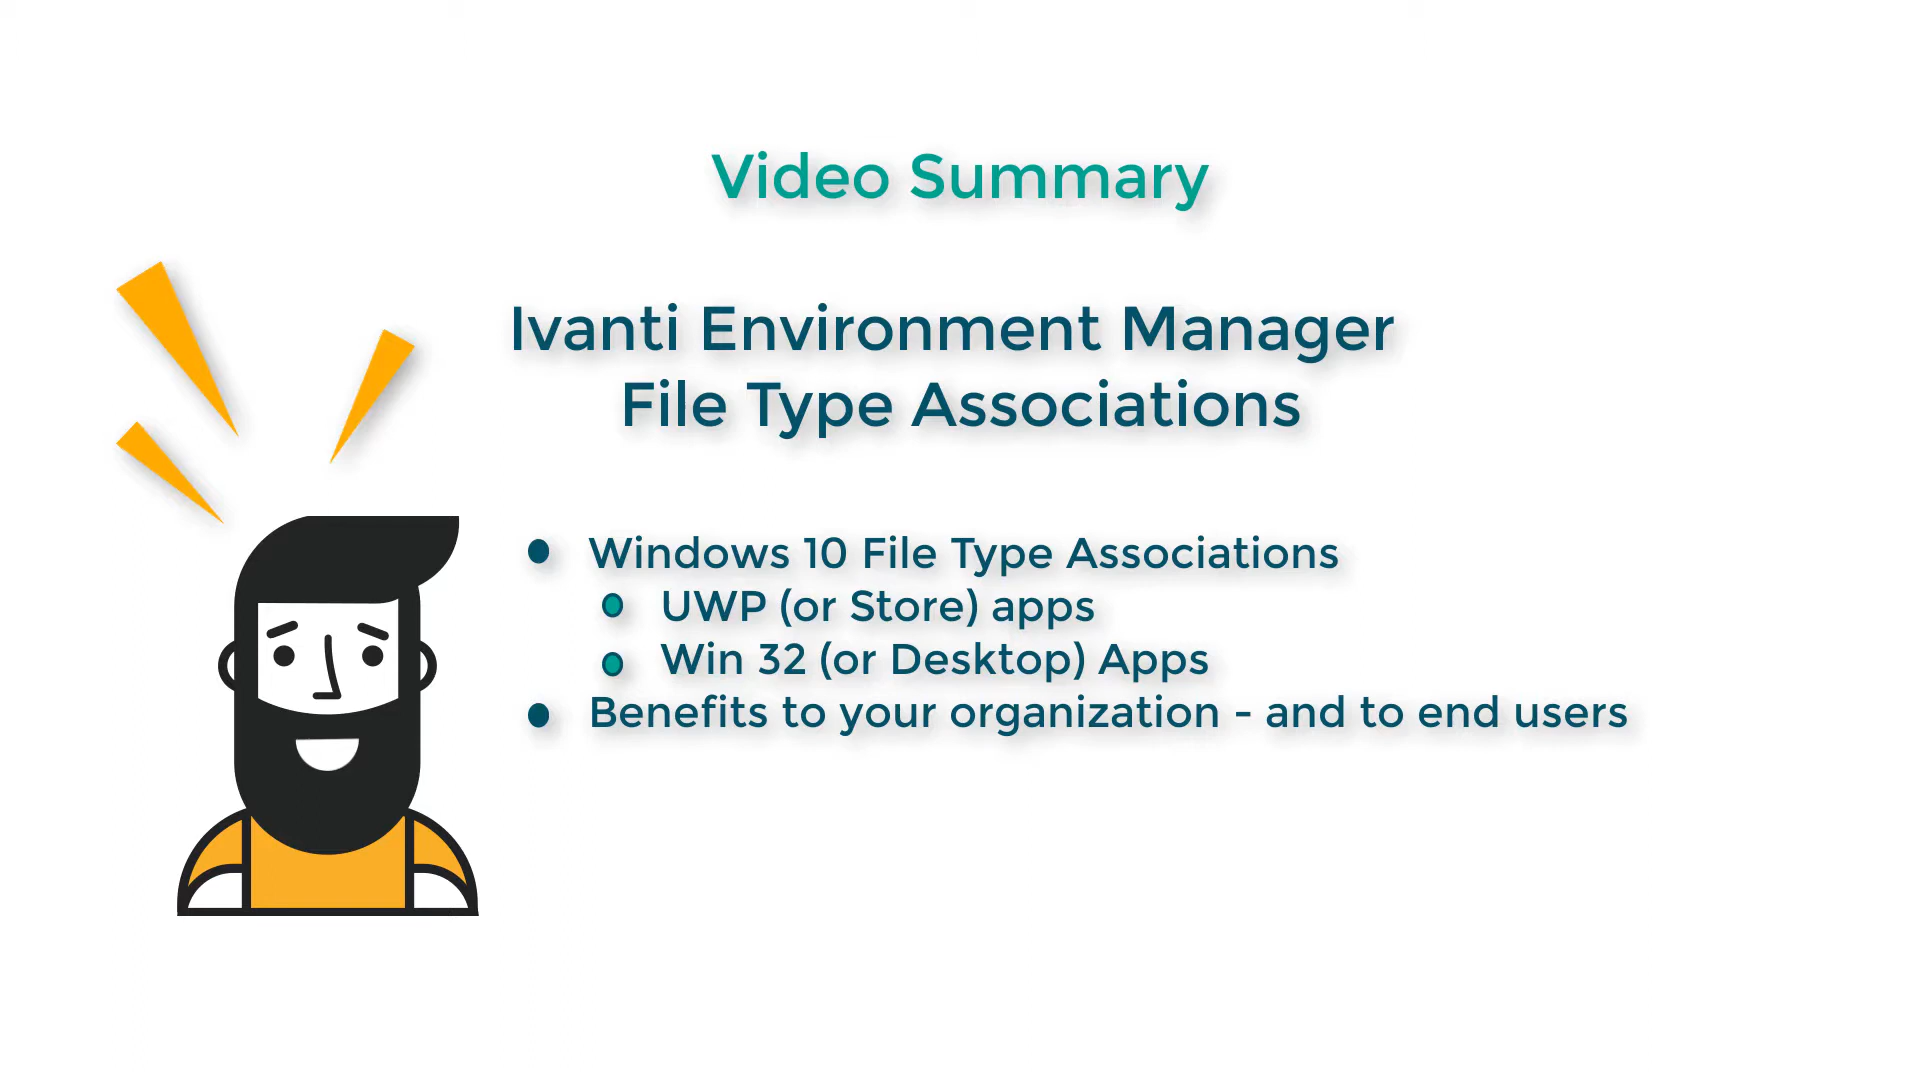 Video Summary
Ivanti Environment Manager
File Type Associations
Windows 10 File Type Associations
UWP (or Store) apps
Win 32 (or Desktop) Apps
Benefits to your organization - and to end users